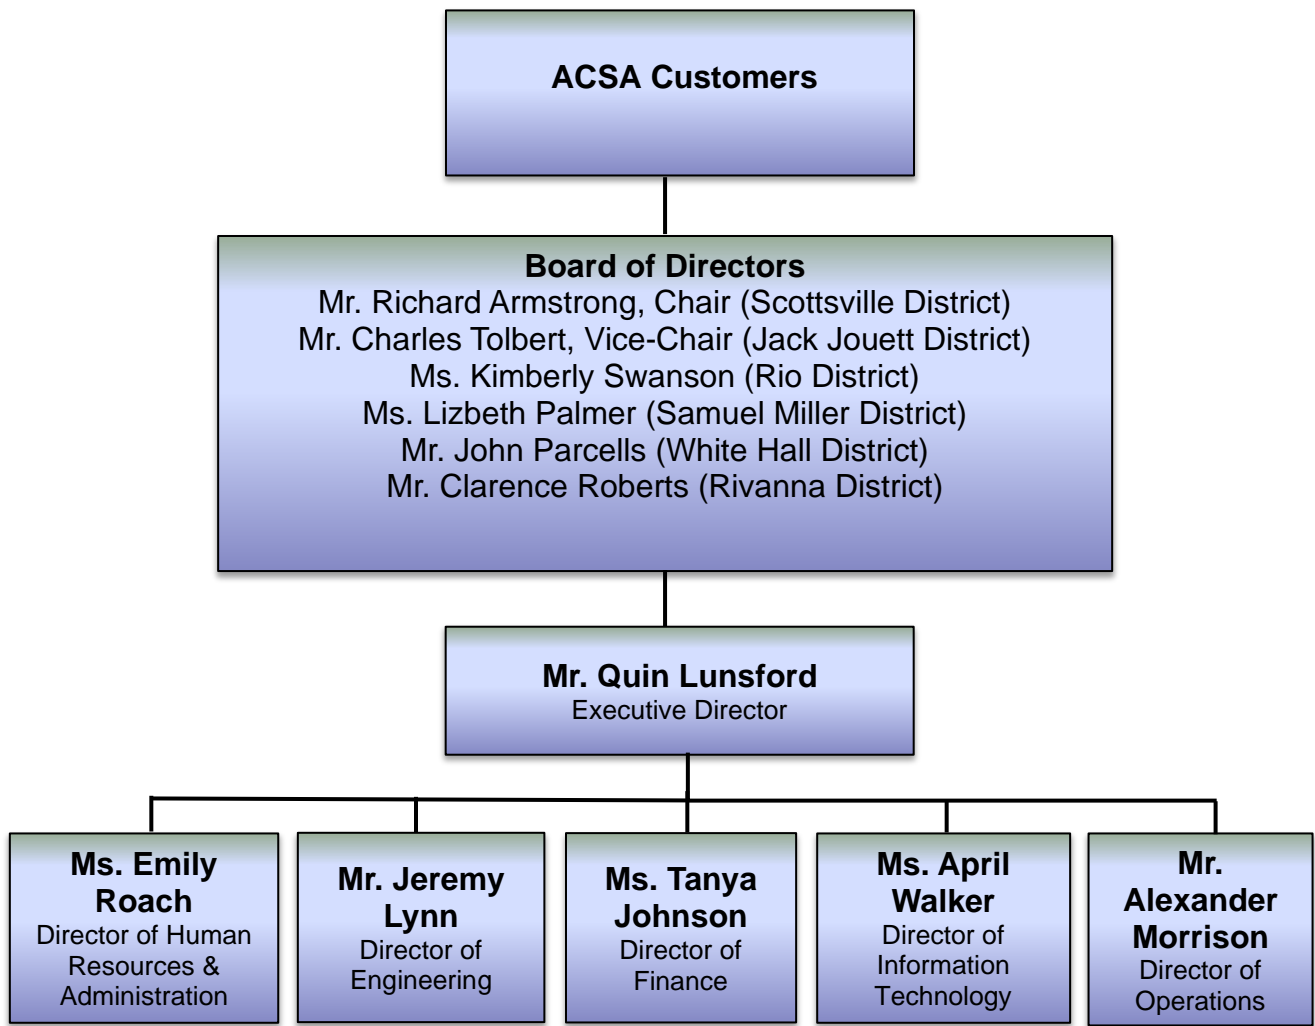 ACSA Customers
Board of Directors
Mr. Richard Armstrong, Chair (Scottsville District)
Mr. Charles Tolbert, Vice-Chair (Jack Jouett District)
Ms. Kimberly Swanson (Rio District)
Ms. Lizbeth Palmer (Samuel Miller District)
Mr. John Parcells (White Hall District)
Mr. Clarence Roberts (Rivanna District)
Mr. Quin Lunsford
Executive Director
Ms. Emily
Roach
Director of Human
Resources &
Administration
Mr. Jeremy
Lynn
Director of
Engineering
Ms. Tanya
Johnson
Director of
Finance
Ms. April
Walker
Director of
Information
Technology
Mr.
Alexander
Morrison
Director of
Operations